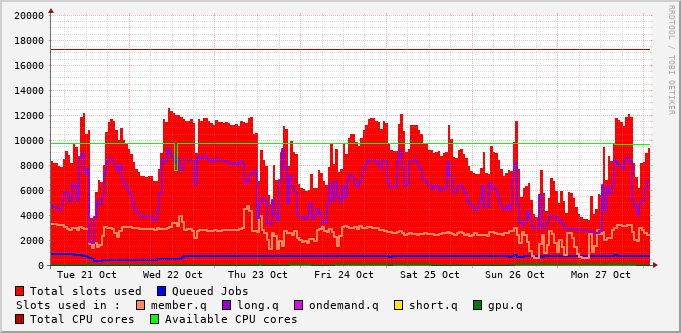 RRDTOOL / TOBI OETIKER
20000
18000
16000
14000
12000
10000
8000
6000
4000
2000
0
Tue 21 Oct Wed 22 Oct Thu 23 Oct Fri 24 Oct Sat 25 Oct Sun 26 Oct Mon 27 Oct
Total slots used Queued Jobs
Slots used in : member.q long.q ondemand.q short.q gpu.q
Total CPU cores Available CPU cores